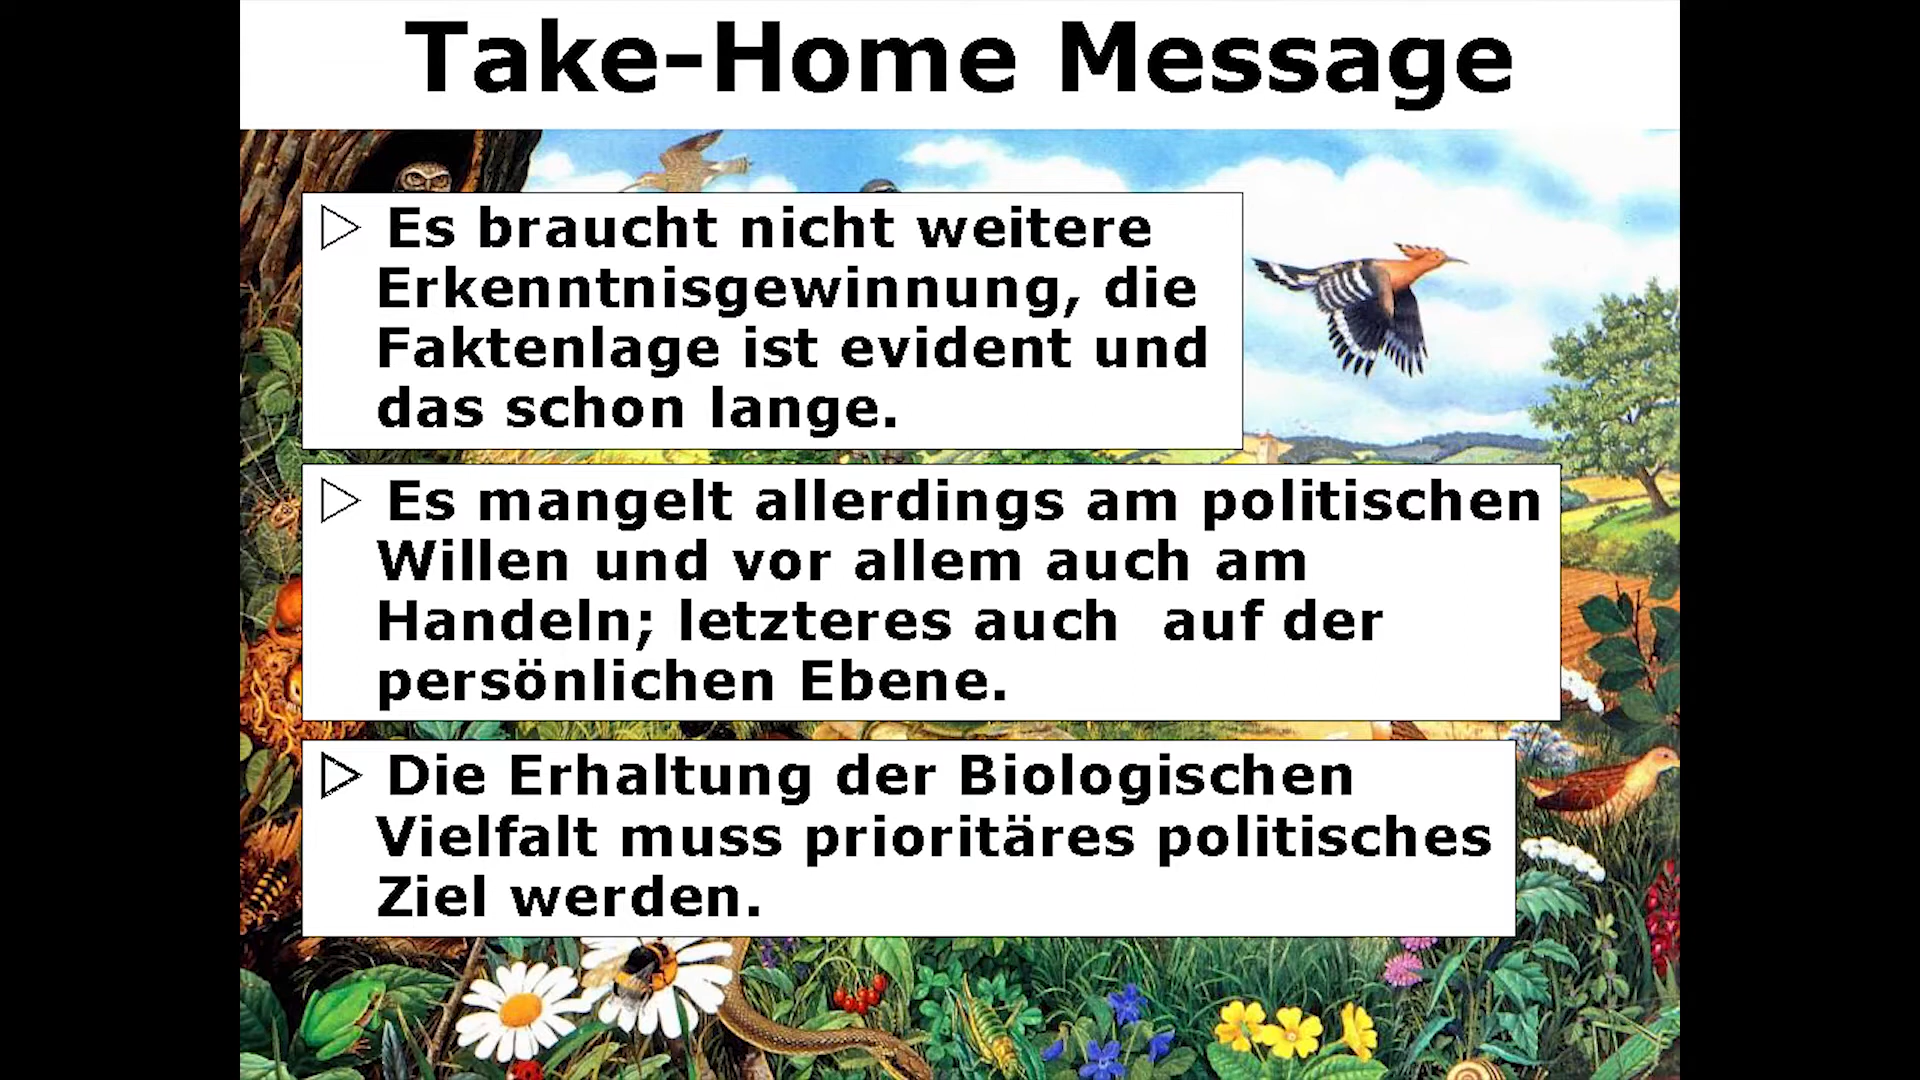 Take-Home Message
▷ Es braucht nicht weitere
Erkenntnisgewinnung, die
Faktenlage ist evident und
das schon lange.
▷ Es mangelt allerdings am politischen
Willen und vor allem auch am
Handeln; letzteres auch  auf der
persönlichen Ebene.
▷ Die Erhaltung der Biologischen
Vielfalt muss prioritäres politisches
Ziel werden.